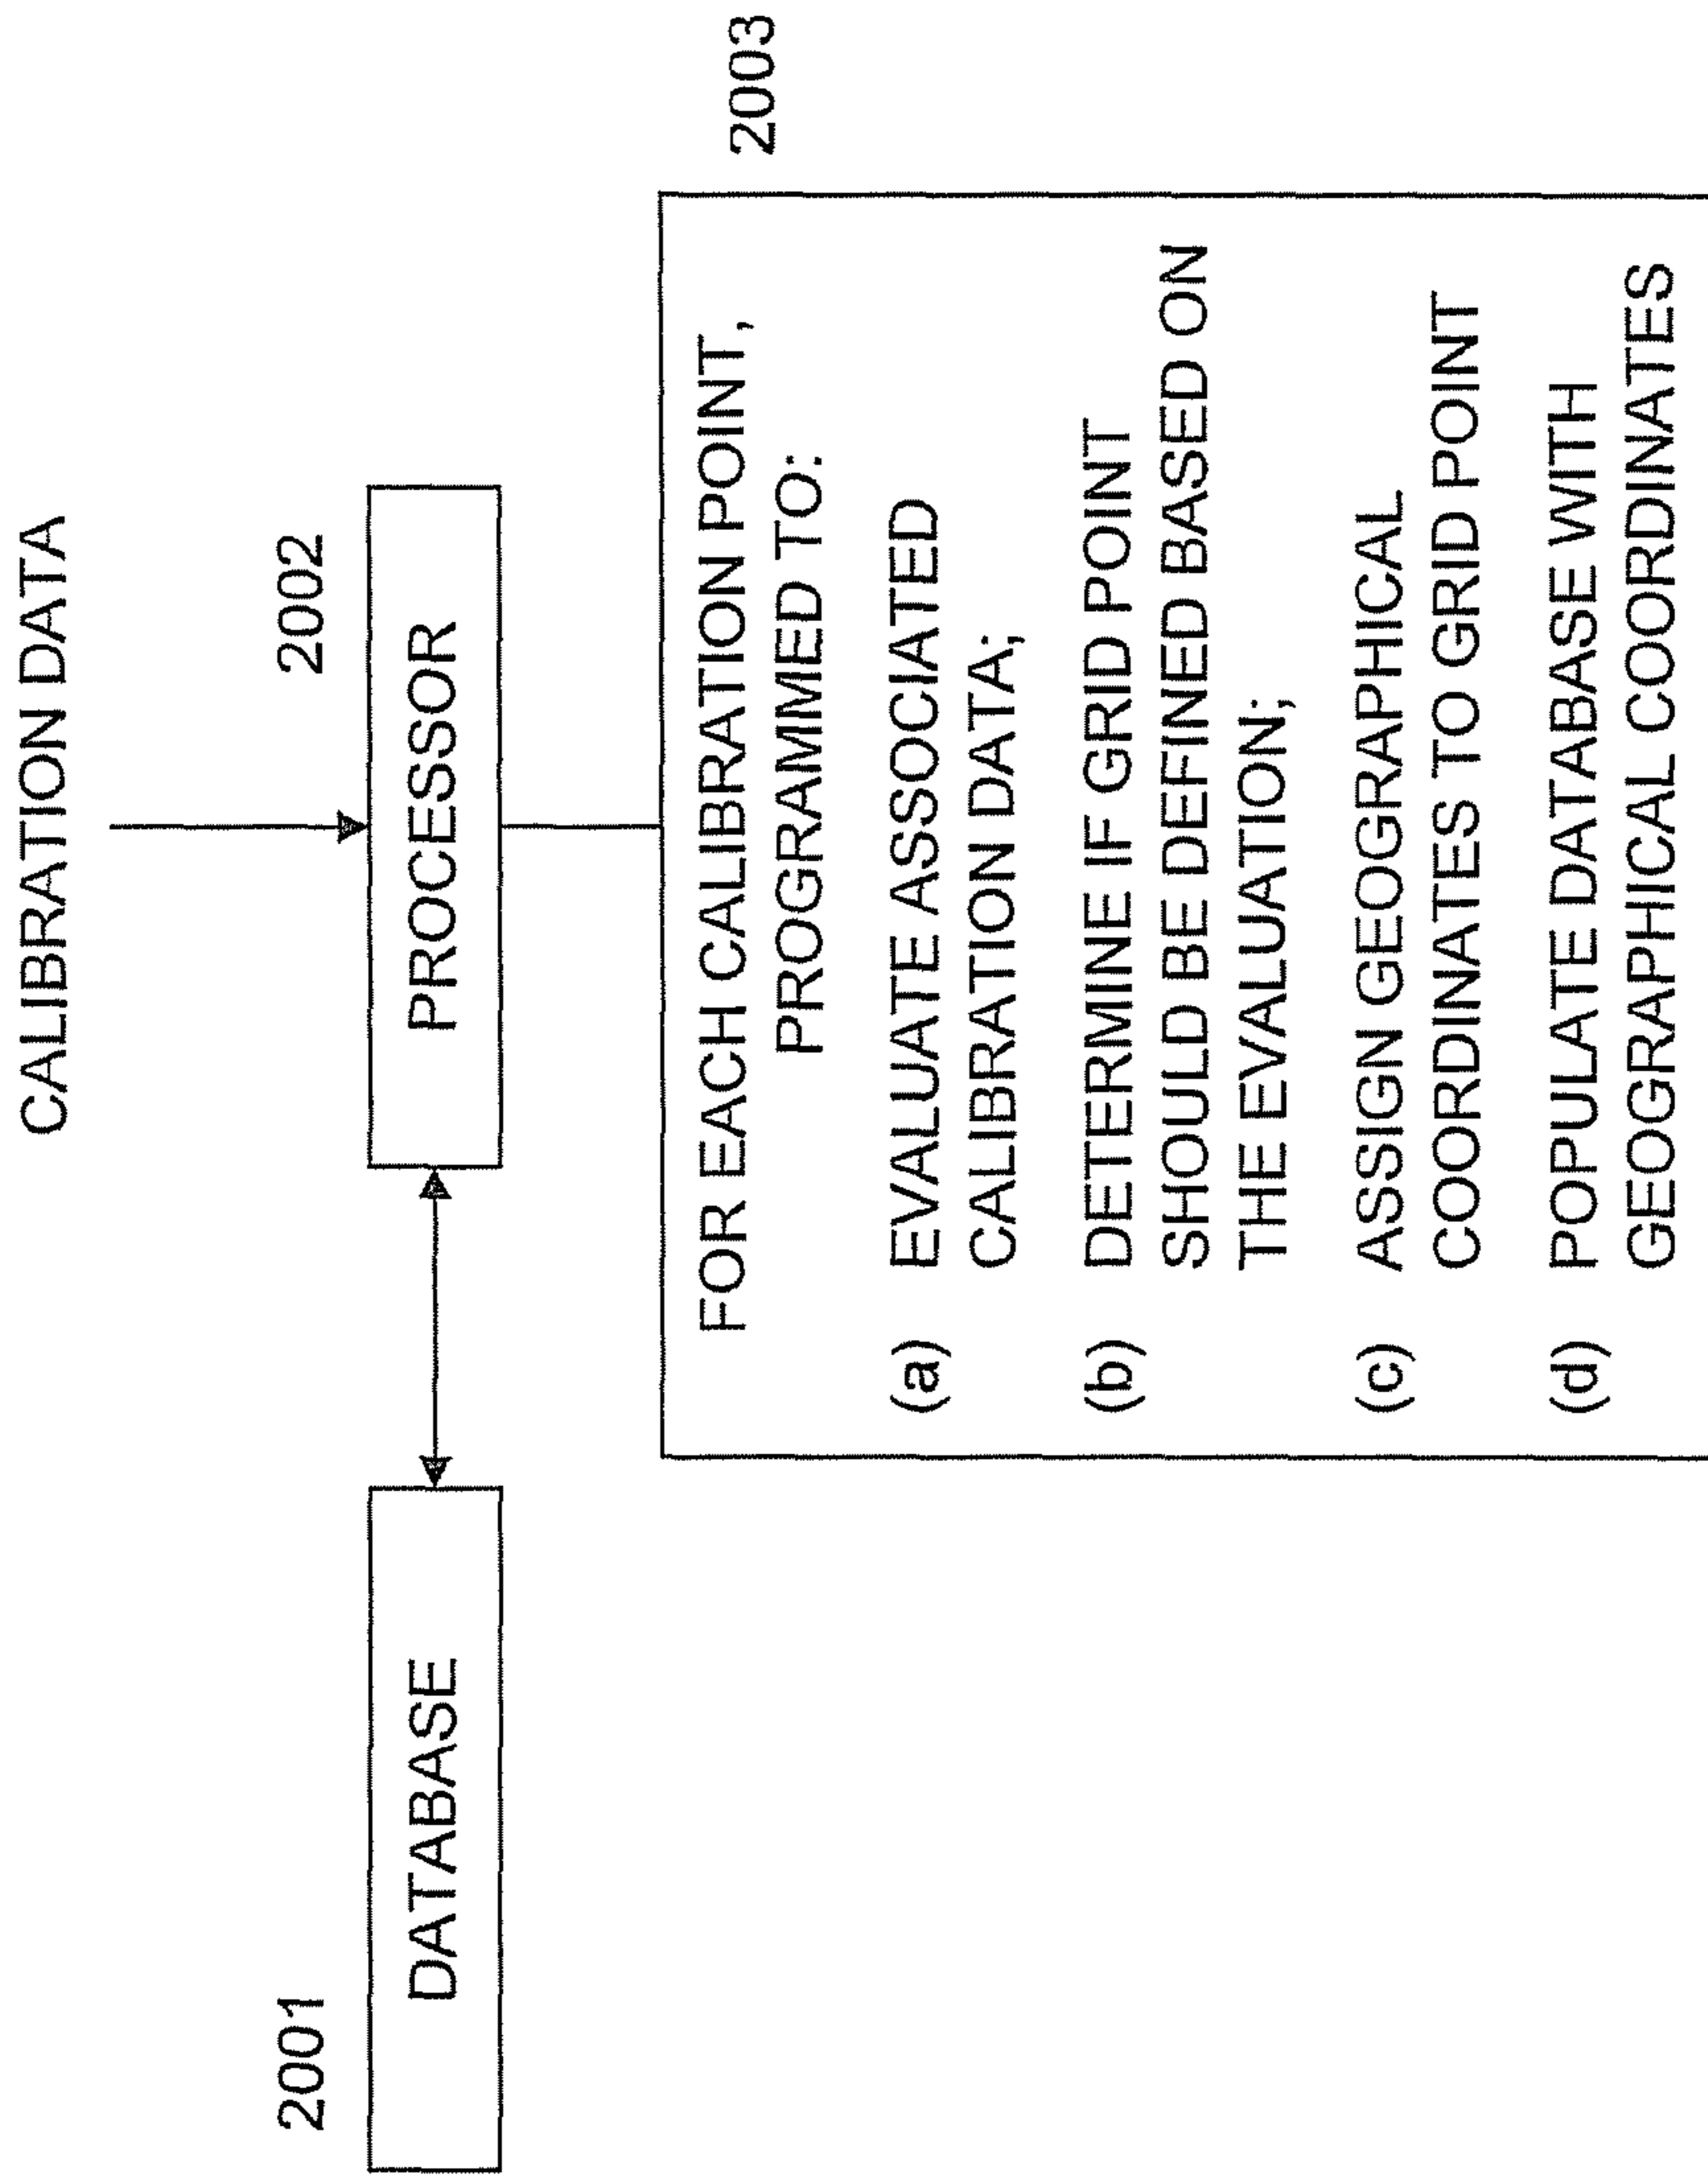 CALIBRATION DATA
2001
2002
DATABASE
PROCESSOR
2003
FOR EACH CALIBRATION POINT,
PROGRAMMED TO:
(a) EVALUATE ASSOCIATED
CALIBRATION DATA;
(b) DETERMINE IF GRID POINT
SHOULD BE DEFINED BASED ON
THE EVALUATION;
(c) ASSIGN GEOGRAPHICAL
COORDINATES TO GRID POINT
(d) POPULATE DATABASE WITH
GEOGRAPHICAL COORDINATES